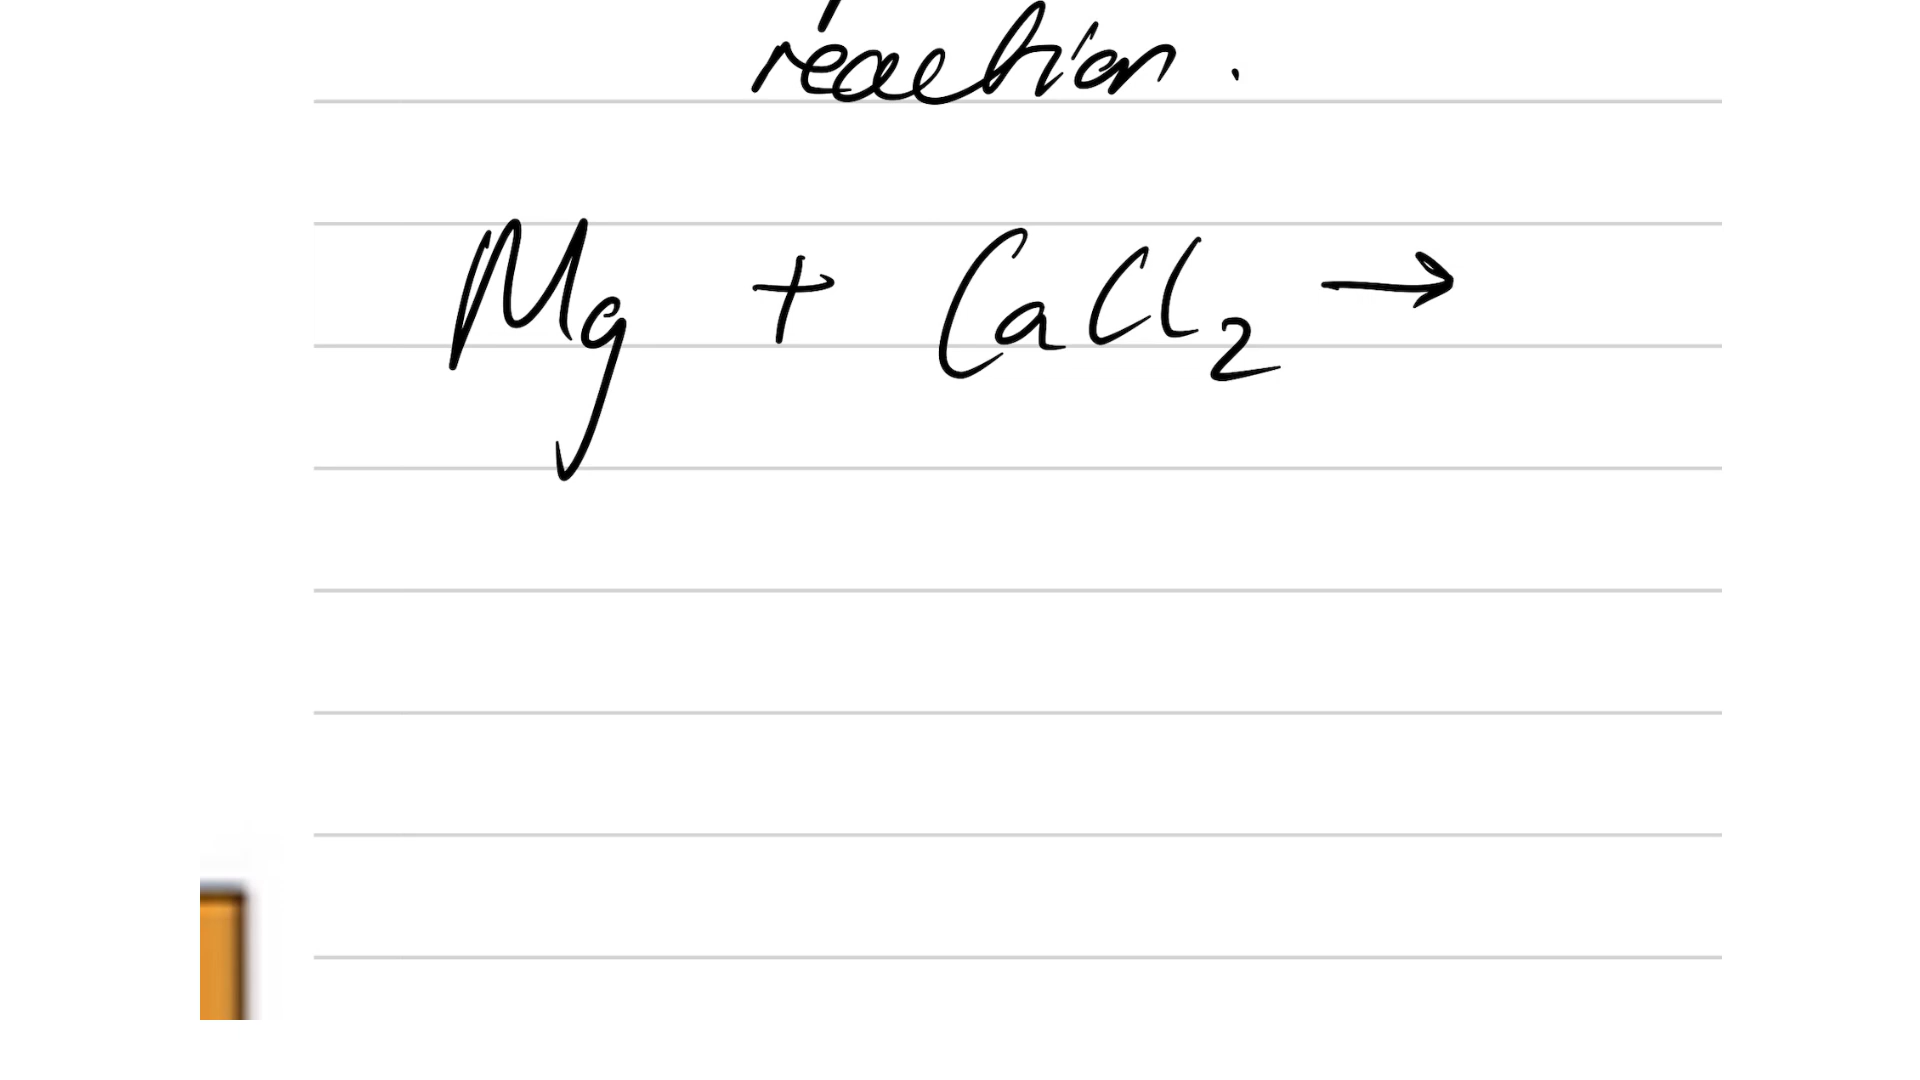 reaction.
Mg + CaCl₂ →